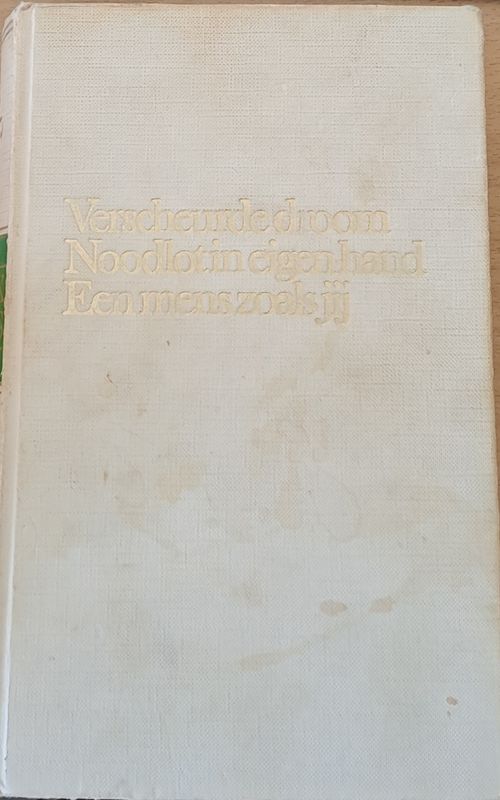 Verscheurde droom
Noodlot in eigen hand
Een mens zoals jij